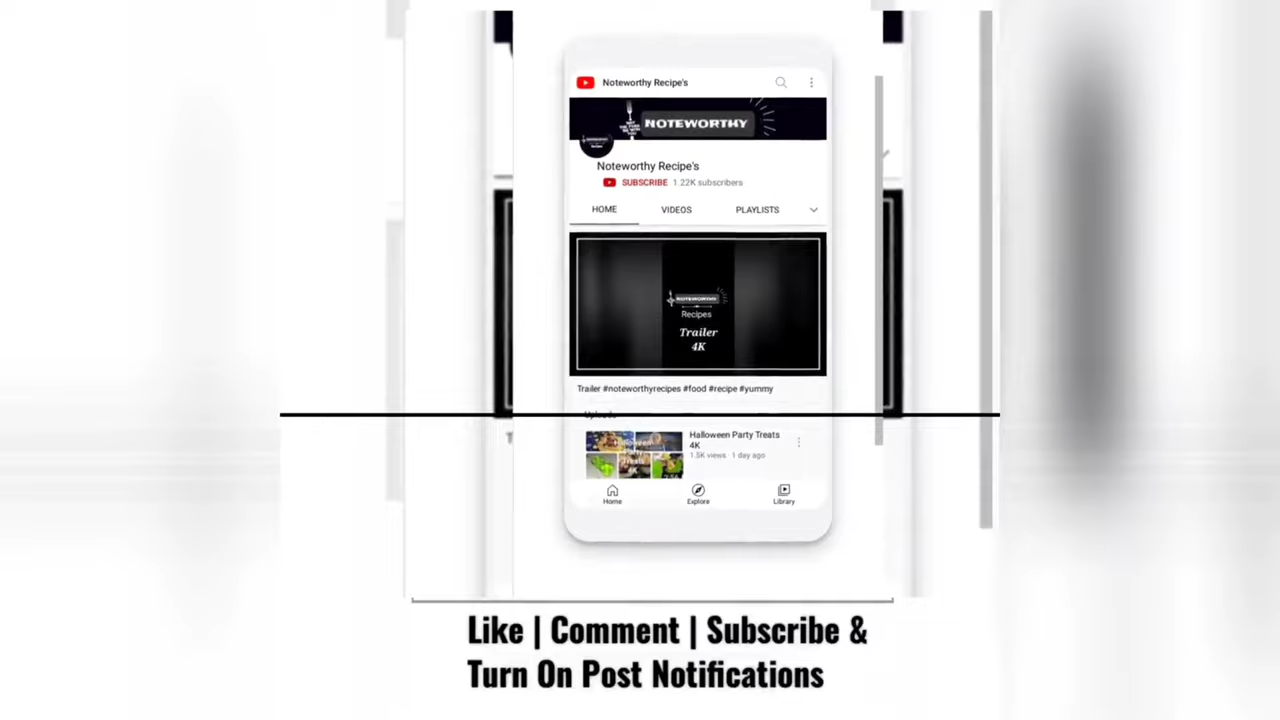 Noteworthy Recipe's
NOTEWORTHY
Noteworthy Recipe's
SUBSCRIBE 1.22K subscribers
HOME VIDEOS PLAYLISTS
NOTEWORTHY
Recipes
Trailer
4K
Trailer #noteworthyrecipes #food #recipe #yummy
Uploads
Halloween Party Treats
4K
1.5K views · 1 day ago
Home Explore Library
Like | Comment | Subscribe &
Turn On Post Notifications